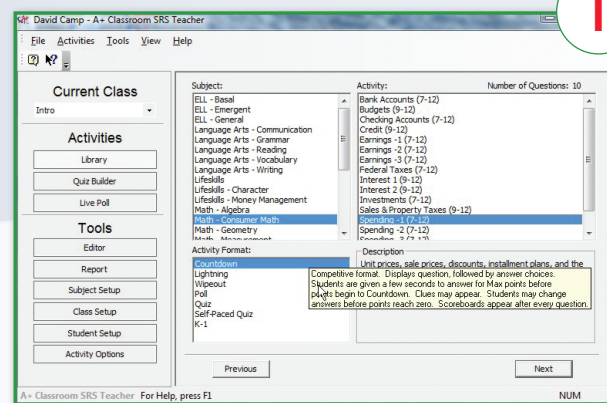 David Camp - A+ Classroom SRS Teacher
File Activities Tools View Help
Current Class
Intro
Activities
Library
Quiz Builder
Live Poll
Tools
Editor
Report
Subject Setup
Class Setup
Student Setup
Activity Options
Subject:
ELL - Basal
ELL - Emergent
ELL - General
Language Arts - Communication
Language Arts - Grammar
Language Arts - Reading
Language Arts - Vocabulary
Language Arts - Writing
Lifeskills
Lifeskills - Character
Lifeskills - Money Management
Math - Algebra
Math - Consumer Math
Math - Geometry
Math - Measurement
Activity: Number of Questions: 10
Bank Accounts (7-12)
Budgets (9-12)
Checking Accounts (7-12)
Credit (9-12)
Earnings -1 (7-12)
Earnings -2 (7-12)
Earnings -3 (7-12)
Federal Taxes (7-12)
Interest 1 (9-12)
Interest 2 (9-12)
Investments (7-12)
Sales & Property Taxes (9-12)
Spending -1 (7-12)
Spending -2 (7-12)
Spending -3 (7-12)
Activity Format:
Countdown
Lightning
Wipeout
Poll
Quiz
Self-Paced Quiz
K-1
Description
Unit prices, sale prices, discounts, installment plans, and the
Competitive format. Displays question, followed by answer choices.
Students are given a few seconds to answer for Max points before
points begin to Countdown. Clues may appear. Students may change
answers before points reach zero. Scoreboards appear after every question.
Previous
Next
A+ Classroom SRS Teacher For Help, press F1
NUM